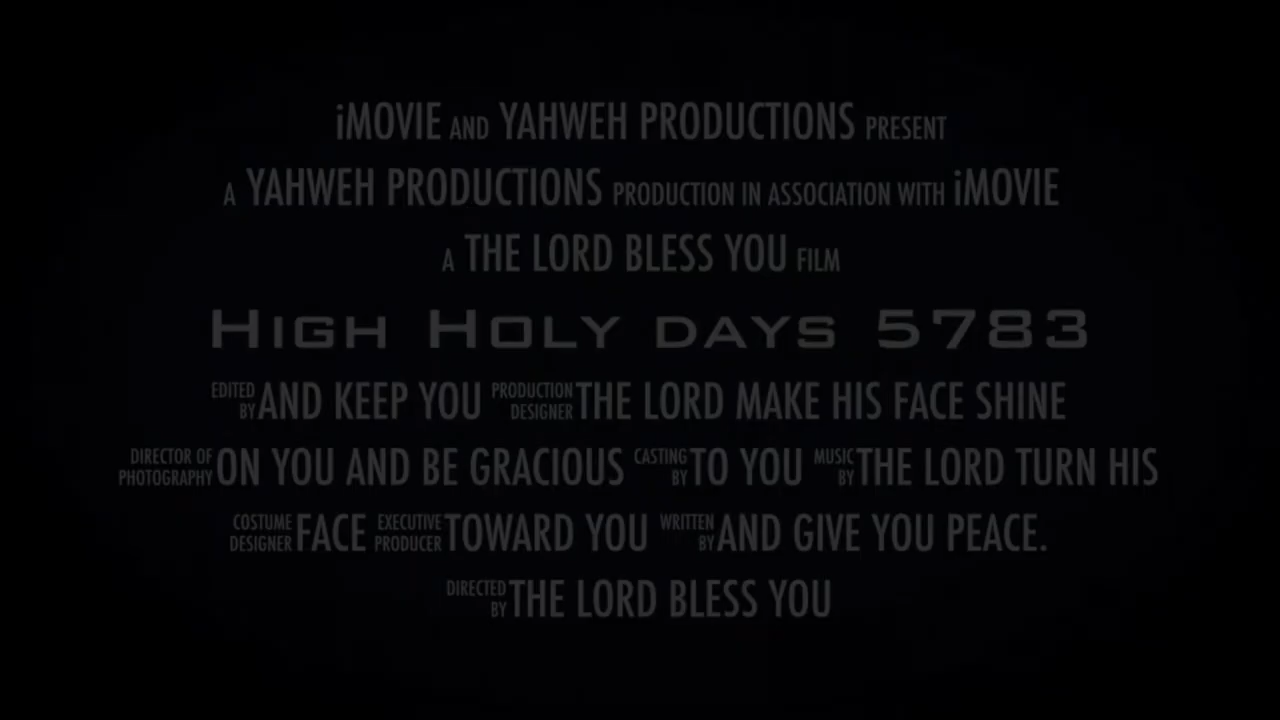 iMOVIE AND YAHWEH PRODUCTIONS PRESENT
A YAHWEH PRODUCTIONS PRODUCTION IN ASSOCIATION WITH iMOVIE
A THE LORD BLESS YOU FILM
HIGH HOLY DAYS 5783
EDITED BY AND KEEP YOU PRODUCTION DESIGNER THE LORD MAKE HIS FACE SHINE
DIRECTOR OF PHOTOGRAPHY ON YOU AND BE GRACIOUS CASTING BY TO YOU MUSIC BY THE LORD TURN HIS
COSTUME DESIGNER FACE EXECUTIVE PRODUCER TOWARD YOU WRITTEN BY AND GIVE YOU PEACE.
DIRECTED BY THE LORD BLESS YOU